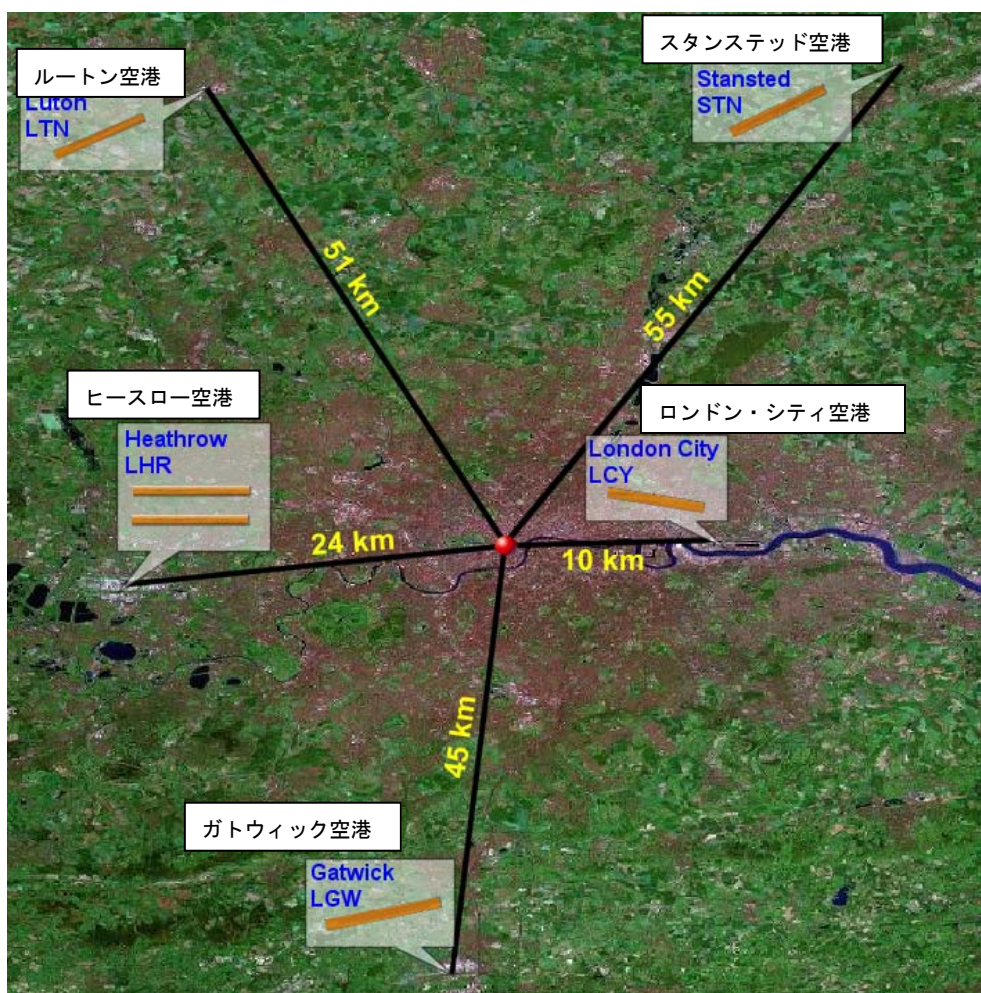 スタンステッド空港
Stansted
STN
ルートン空港
Luton
LTN
51 km
55 km
ヒースロー空港
Heathrow
LHR
ロンドン・シティ空港
London City
LCY
24 km
10 km
45 km
ガトウィック空港
Gatwick
LGW